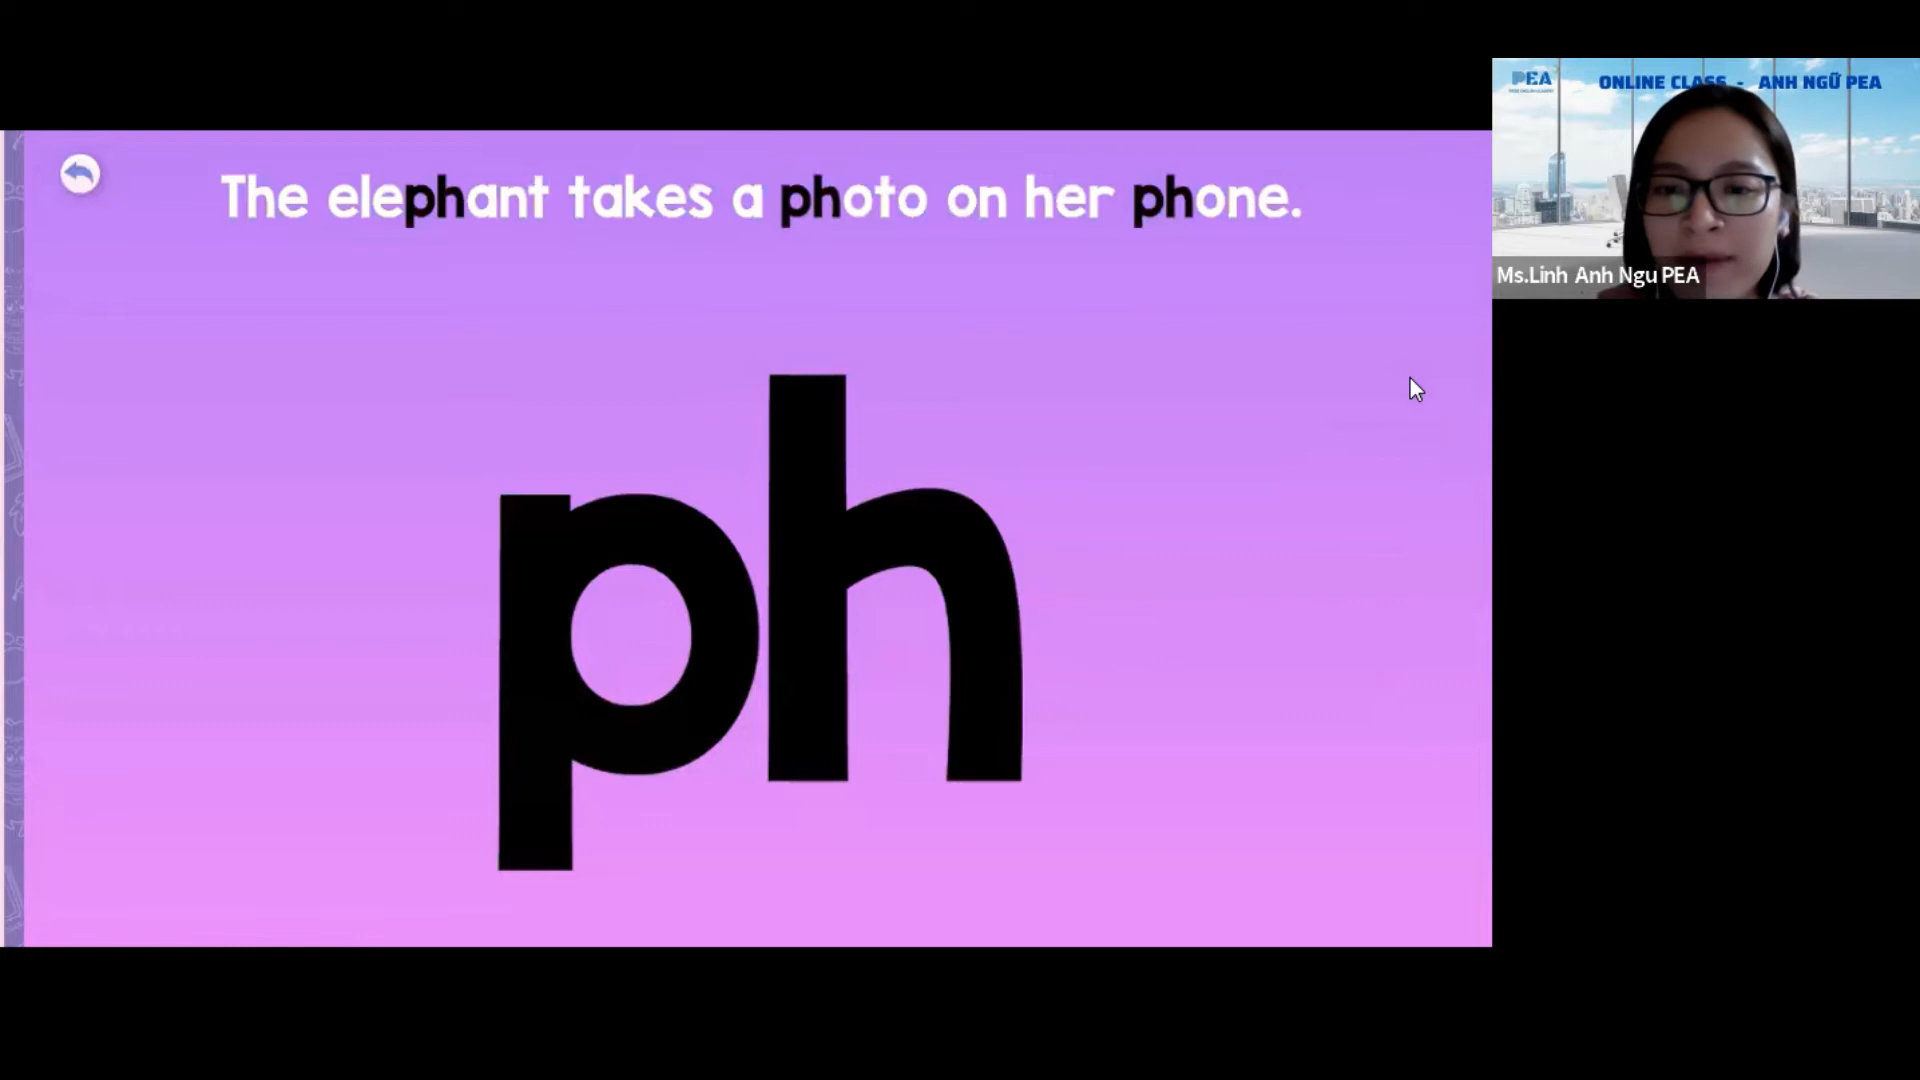 The elephant takes a photo on her phone.
ph
PEA
ONLINE CLASS - ANH NGỮ PEA
Ms.Linh Anh Ngu PEA